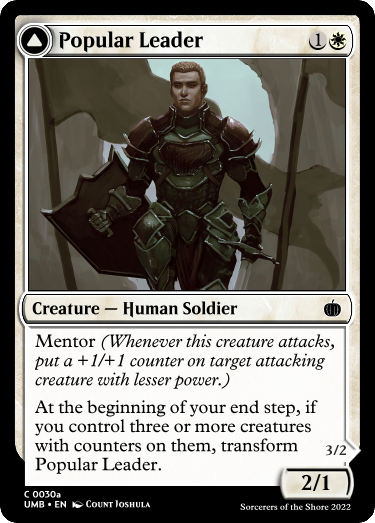 Popular Leader 1
Creature — Human Soldier
Mentor (Whenever this creature attacks,
put a +1/+1 counter on target attacking
creature with lesser power.)
At the beginning of your end step, if
you control three or more creatures
with counters on them, transform
Popular Leader.
3/2
2/1
C 0030a
UMB • EN Count Joshula
Sorcerers of the Shore 2022